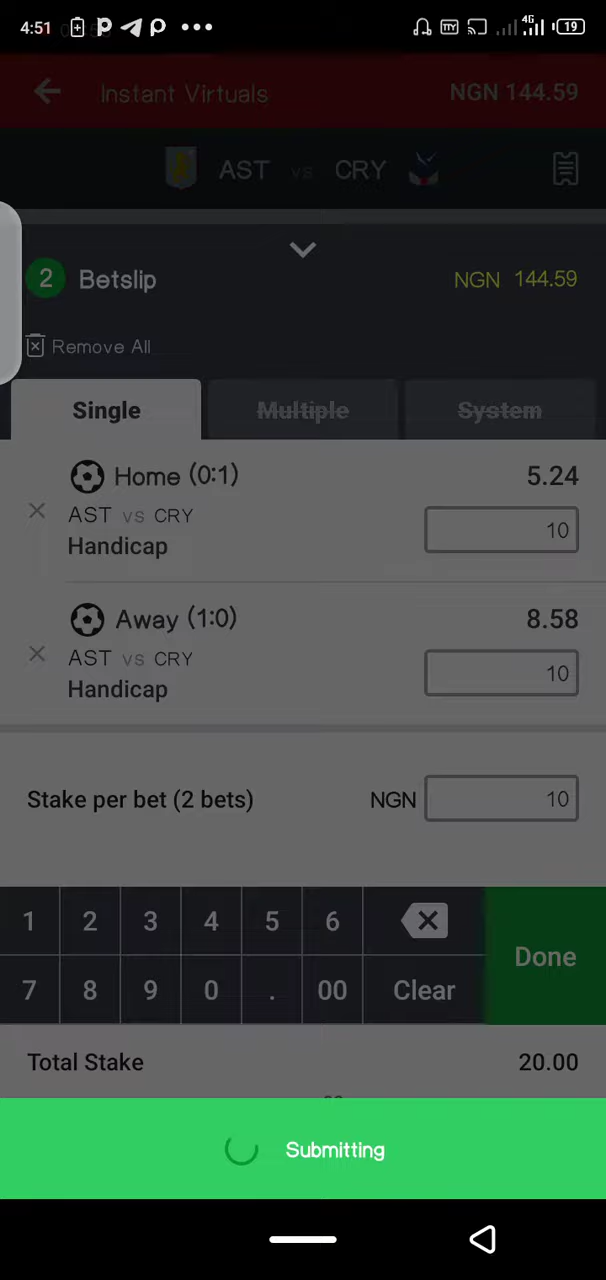 4:51
4G
TTY
19
Instant Virtuals NGN 144.59
AST vs CRY
2 Betslip NGN 144.59
Remove All
Single Multiple System
Home (0:1) 5.24
AST vs CRY 10
Handicap
Away (1:0) 8.58
AST vs CRY 10
Handicap
Stake per bet (2 bets) NGN 10
1 2 3 4 5 6
Done
7 8 9 0 . 00 Clear
Total Stake 20.00
Submitting